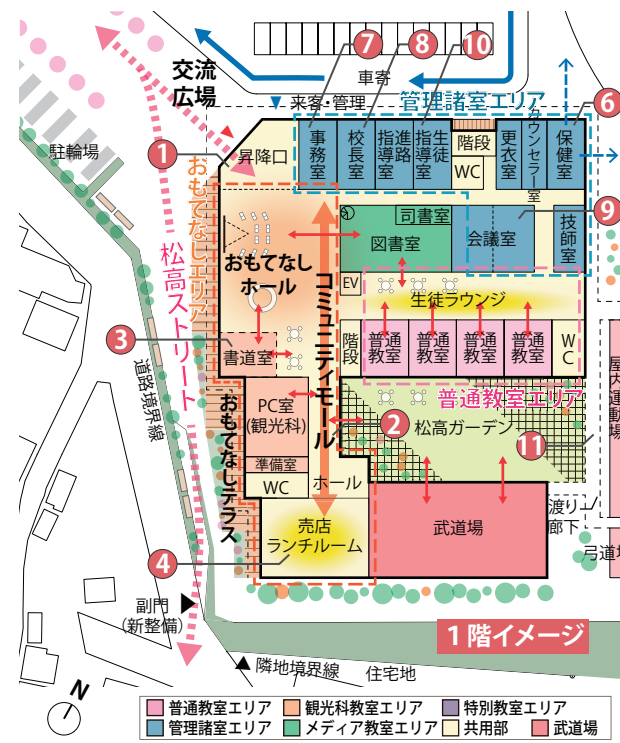 7
8
10
交流
広場
車寄
来客・管理
管理諸室エリア
6
駐輪場
1
昇降口
事務室
校長室
進路指導室
生徒指導室
階段
WC
更衣室
カウンセラー室
保健室
9
司書室
図書室
会議室
技師室
おもてなしエリア
松高ストリート
おもてなし
ホール
コミュニティモール
EV
生徒ラウンジ
3
書道室
階段
普通
教室
普通
教室
普通
教室
普通
教室
WC
普通教室エリア
屋内運動場
道路境界線
おもてなしテラス
PC室
(観光科)
2
松高ガーデン
11
準備室
WC
ホール
売店
ランチルーム
4
武道場
渡り
廊下
弓道場
副門
(新整備)
1階イメージ
隣地境界線
住宅地
N
普通教室エリア
観光科教室エリア
特別教室エリア
管理諸室エリア
メディア教室エリア
共用部
武道場